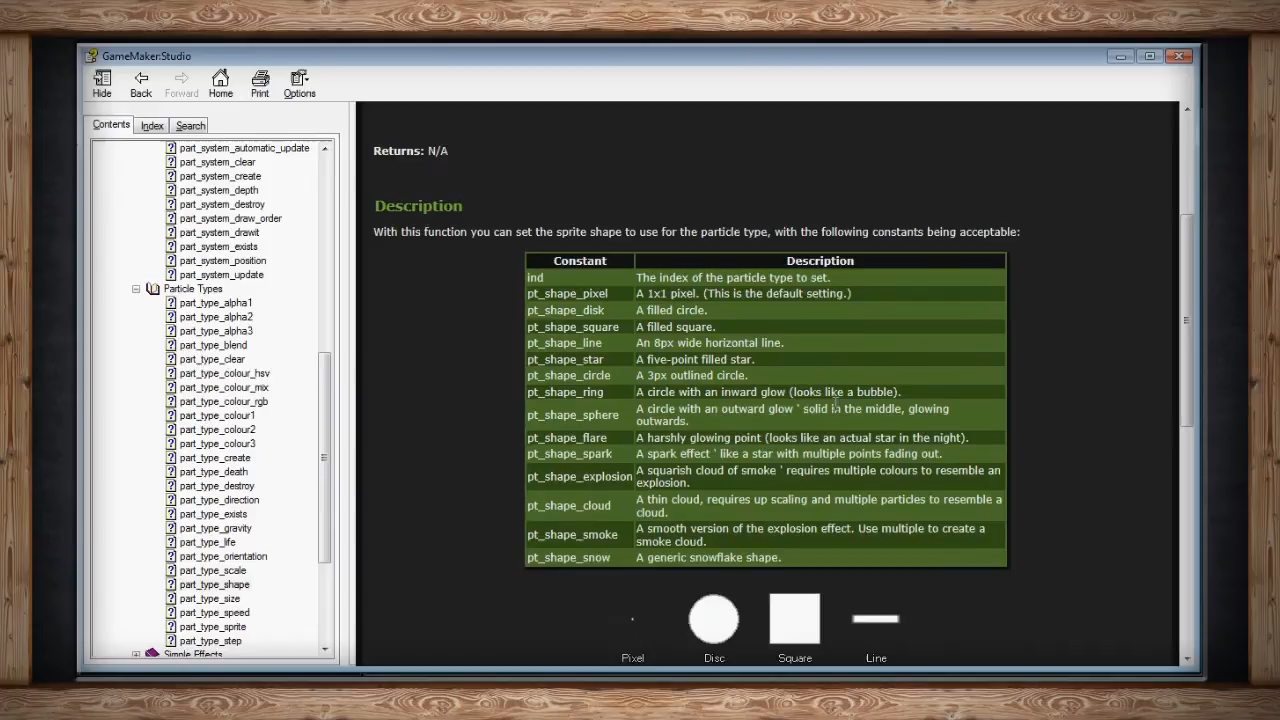 GameMaker:Studio
Hide
Back
Forward
Home
Print
Options
Contents
Index
Search
part_system_automatic_update
part_system_clear
part_system_create
part_system_depth
part_system_destroy
part_system_draw_order
part_system_drawit
part_system_exists
part_system_position
part_system_update
Particle Types
part_type_alpha1
part_type_alpha2
part_type_alpha3
part_type_blend
part_type_clear
part_type_colour_hsv
part_type_colour_mix
part_type_colour_rgb
part_type_colour1
part_type_colour2
part_type_colour3
part_type_create
part_type_death
part_type_destroy
part_type_direction
part_type_exists
part_type_gravity
part_type_life
part_type_orientation
part_type_scale
part_type_shape
part_type_size
part_type_speed
part_type_sprite
part_type_step
Simple Effects
Returns: N/A
Description
With this function you can set the sprite shape to use for the particle type, with the following constants being acceptable:
Constant Description
ind The index of the particle type to set.
pt_shape_pixel A 1x1 pixel. (This is the default setting.)
pt_shape_disk A filled circle.
pt_shape_square A filled square.
pt_shape_line An 8px wide horizontal line.
pt_shape_star A five-point filled star.
pt_shape_circle A 3px outlined circle.
pt_shape_ring A circle with an inward glow (looks like a bubble).
pt_shape_sphere A circle with an outward glow ' solid in the middle, glowing
outwards.
pt_shape_flare A harshly glowing point (looks like an actual star in the night).
pt_shape_spark A spark effect ' like a star with multiple points fading out.
pt_shape_explosion A squarish cloud of smoke ' requires multiple colours to resemble an
explosion.
pt_shape_cloud A thin cloud, requires up scaling and multiple particles to resemble a
cloud.
pt_shape_smoke A smooth version of the explosion effect. Use multiple to create a
smoke cloud.
pt_shape_snow A generic snowflake shape.
Pixel Disc Square Line